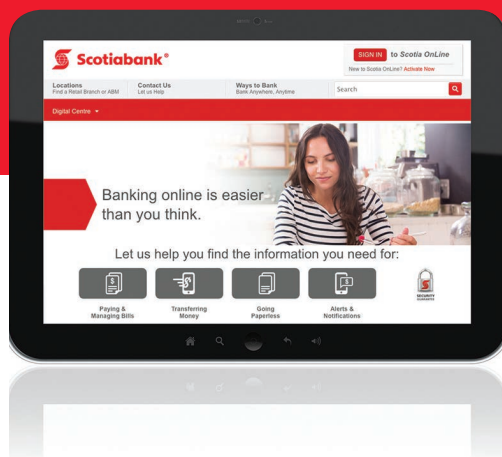 Scotiabank®
SIGN IN to Scotia OnLine
New to Scotia OnLine? Activate Now
Locations
Find a Retail Branch or ABM
Contact Us
Let us Help
Ways to Bank
Bank Anywhere, Anytime
Search
Digital Centre
Banking online is easier
than you think.
Let us help you find the information you need for:
Paying &
Managing Bills
Transferring
Money
Going
Paperless
Alerts &
Notifications
SECURITY
GUARANTEE